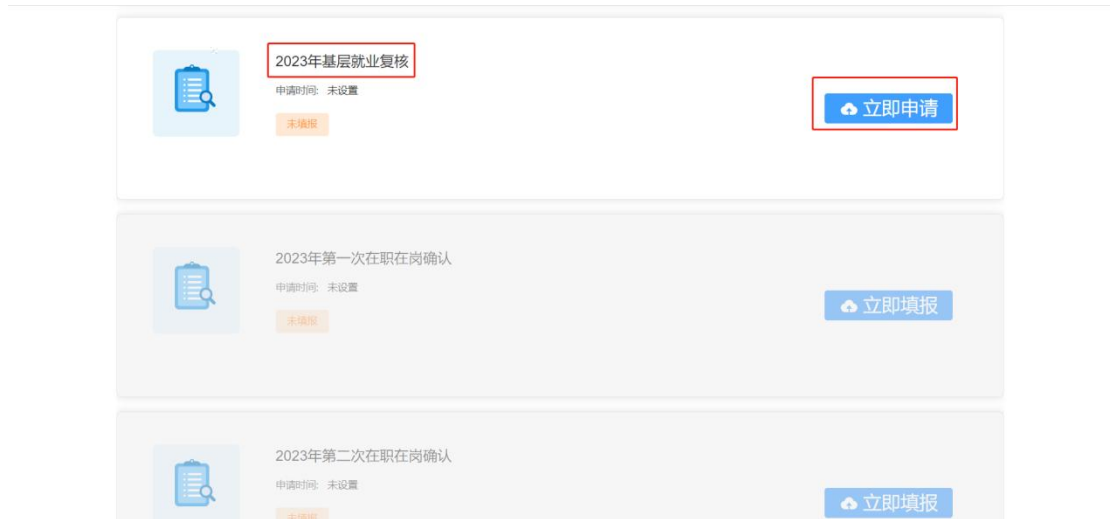 2023年基层就业复核
申请时间: 未设置
立即申请
未填报
2023年第一次在职在岗确认
申请时间: 未设置
立即填报
未填报
2023年第二次在职在岗确认
申请时间: 未设置
立即填报
未填报